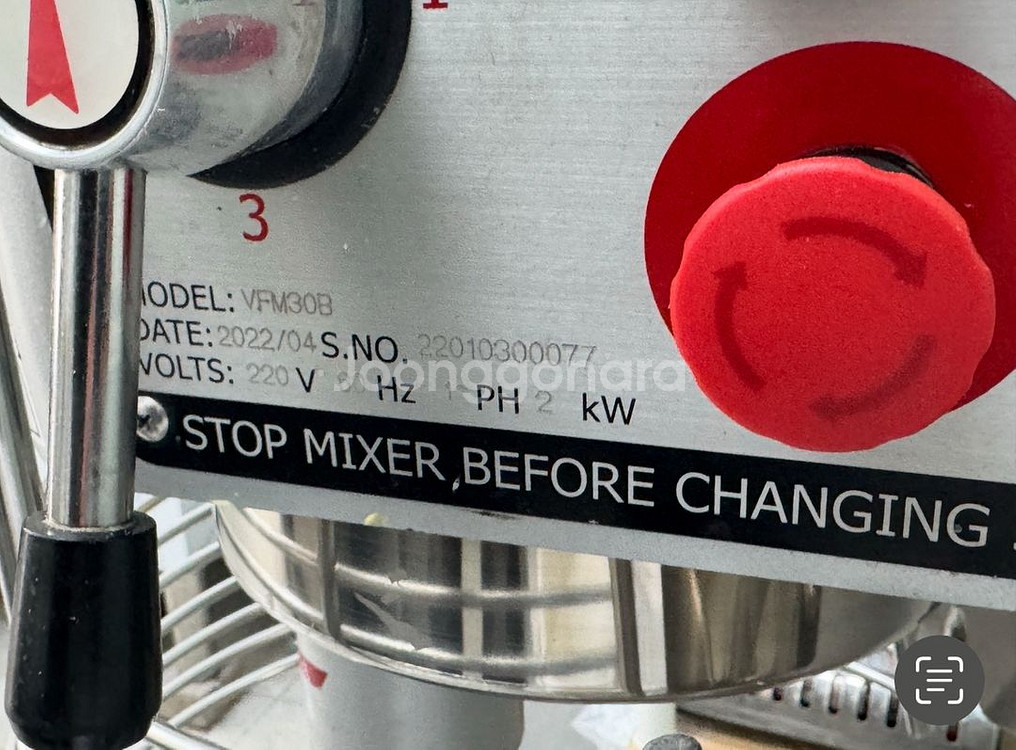 1
3
MODEL: VFM30B
DATE: 2022/04 S.NO. 22010300077
VOLTS: 220 V Hz PH 2 kW
Joonggonara
STOP MIXER, BEFORE CHANGING